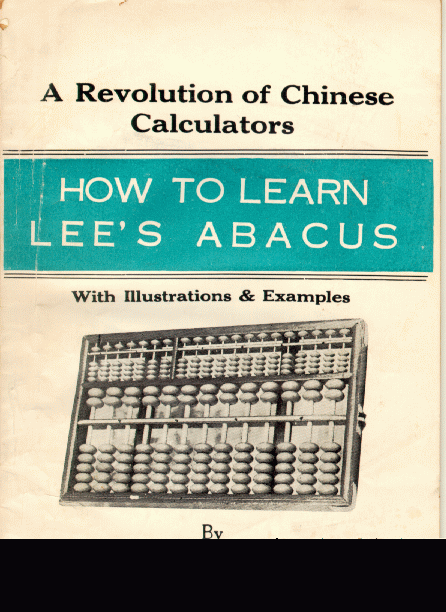 A Revolution of Chinese
Calculators
HOW TO LEARN
LEE'S ABACUS
With Illustrations & Examples
By